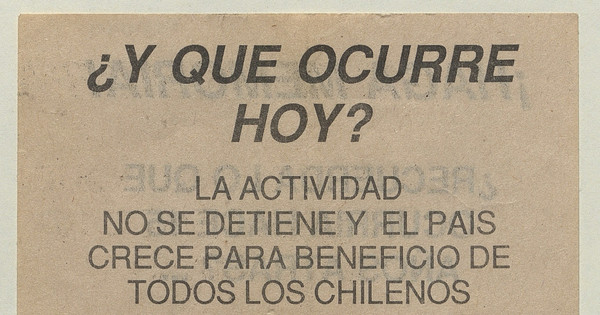 ¿Y QUE OCURRE
HOY?
LA ACTIVIDAD
NO SE DETIENE Y EL PAIS
CRECE PARA BENEFICIO DE
TODOS LOS CHILENOS